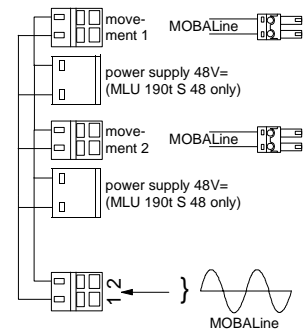 move-
ment 1
MOBALine
power supply 48V=
(MLU 190t S 48 only)
move-
ment 2
MOBALine
power supply 48V=
(MLU 190t S 48 only)
1 2
}
MOBALine